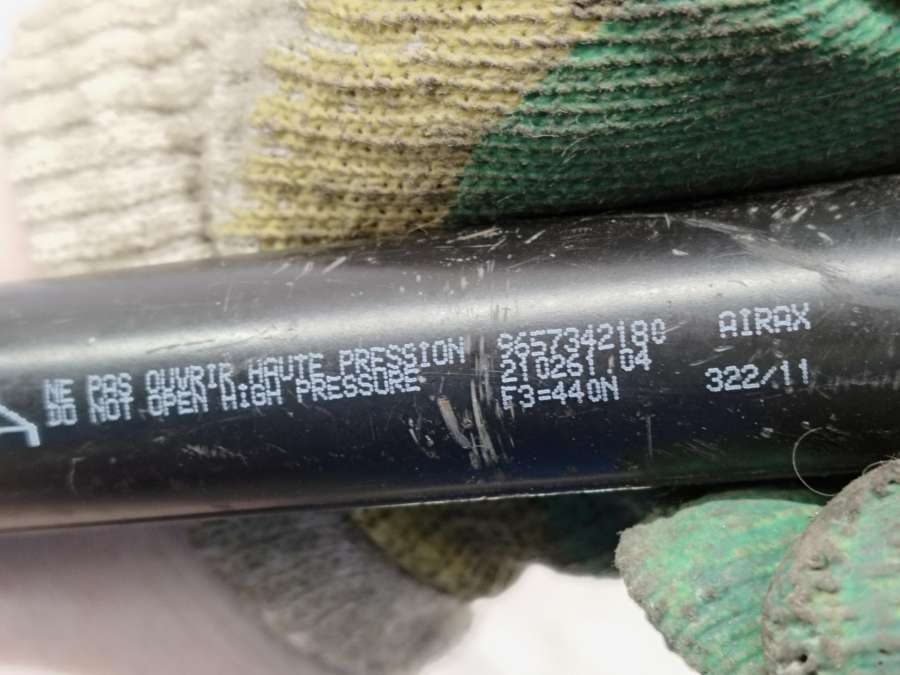 NE PAS OUVRIR HAUTE PRESSION
DO NOT OPEN HIGH PRESSURE
9657342180
210261.04
F3=440N
AIRAX
322/11